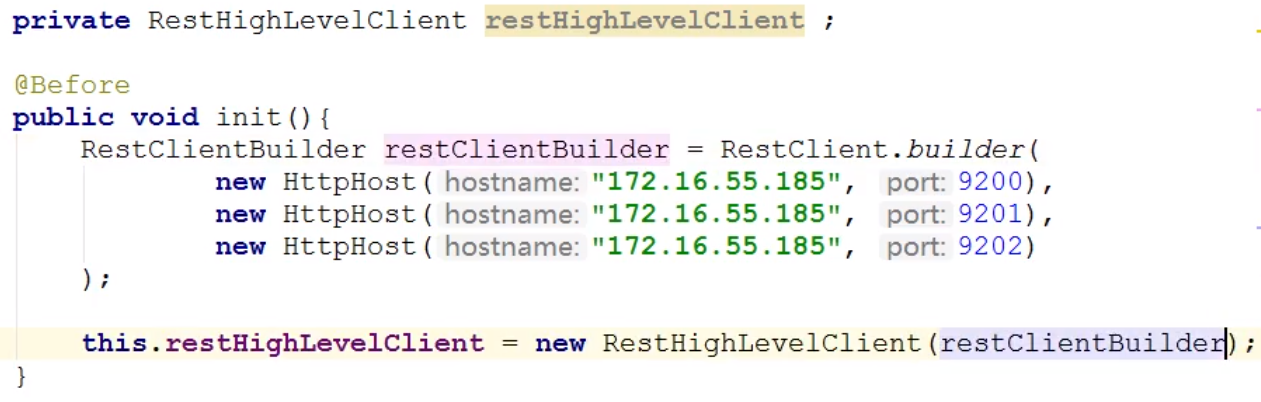 private RestHighLevelClient restHighLevelClient ;
@Before
public void init(){
RestClientBuilder restClientBuilder = RestClient.builder(
new HttpHost( hostname: "172.16.55.185", port: 9200),
new HttpHost( hostname: "172.16.55.185", port: 9201),
new HttpHost( hostname: "172.16.55.185", port: 9202)
);
this.restHighLevelClient = new RestHighLevelClient(restClientBuilder);
}